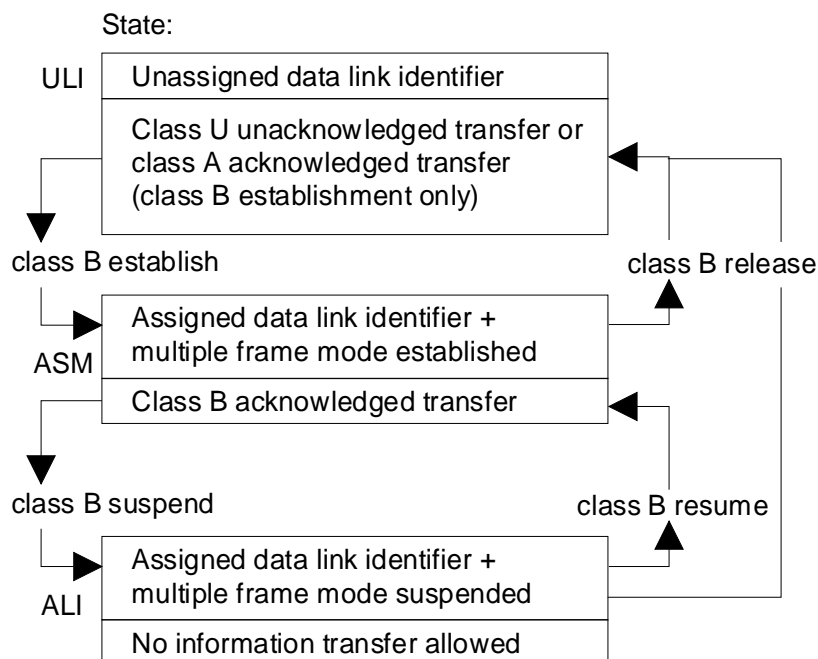 State:
ULI
Unassigned data link identifier
Class U unacknowledged transfer or
class A acknowledged transfer
(class B establishment only)
class B establish
class B release
Assigned data link identifier +
multiple frame mode established
ASM
Class B acknowledged transfer
class B suspend
class B resume
Assigned data link identifier +
multiple frame mode suspended
ALI
No information transfer allowed